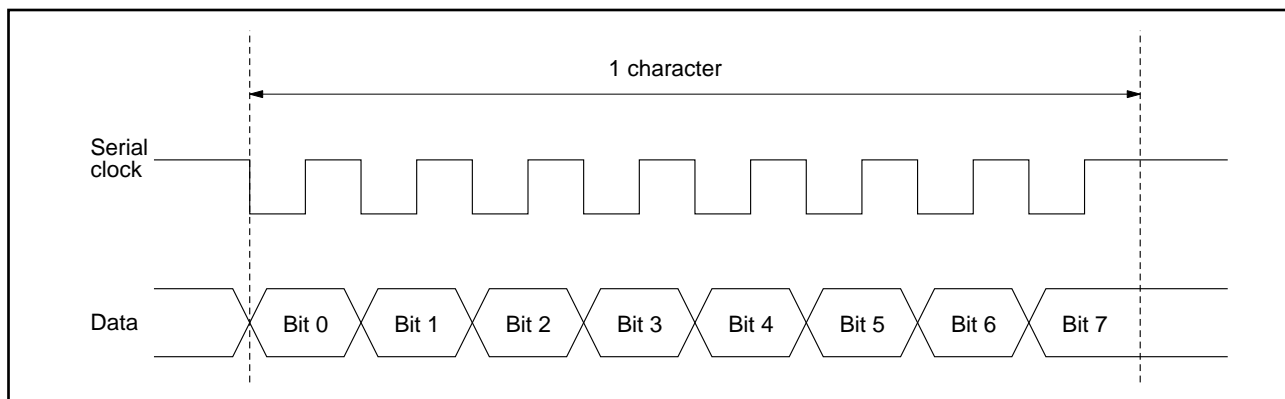 1 character
Serial
clock
Data
Bit 0
Bit 1
Bit 2
Bit 3
Bit 4
Bit 5
Bit 6
Bit 7